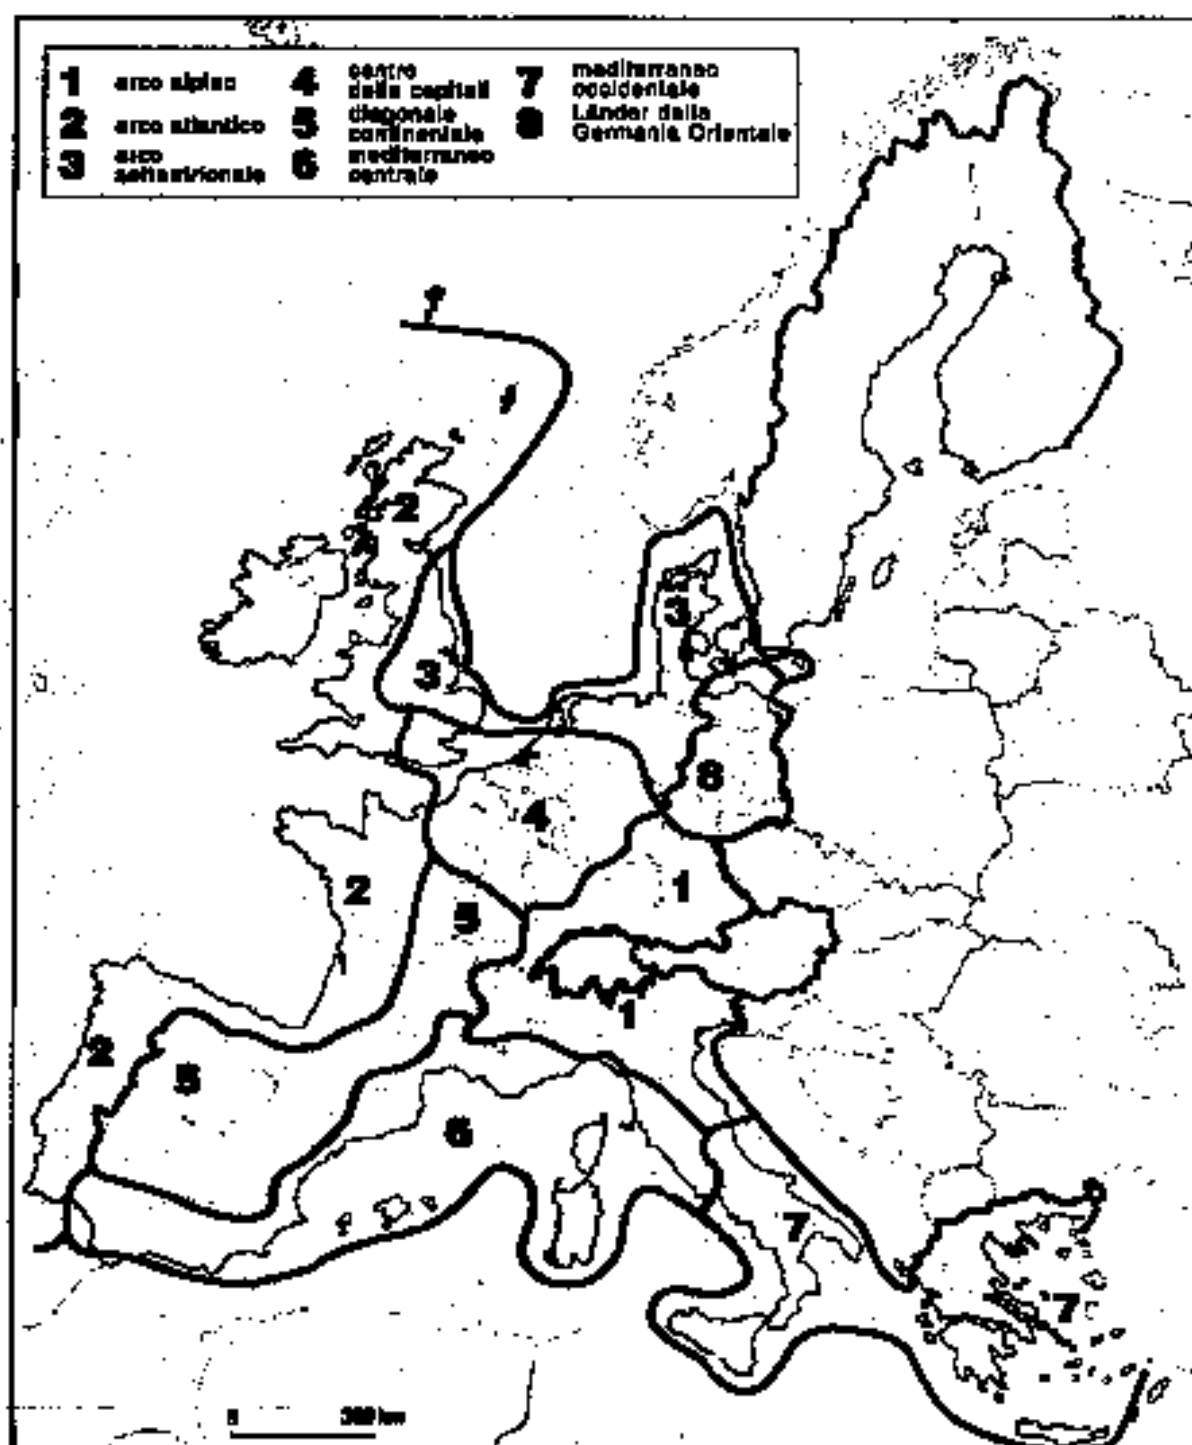 1 arco alpino
2 arco atlantico
3 arco
settentrionale
4 centro
delle capitali
5 diagonale
continentale
6 mediterraneo
centrale
7 mediterraneo
occidentale
8 Länder della
Germania Orientale
2
3
3
8
4
2
1
5
1
2
5
6
7
7
300 km